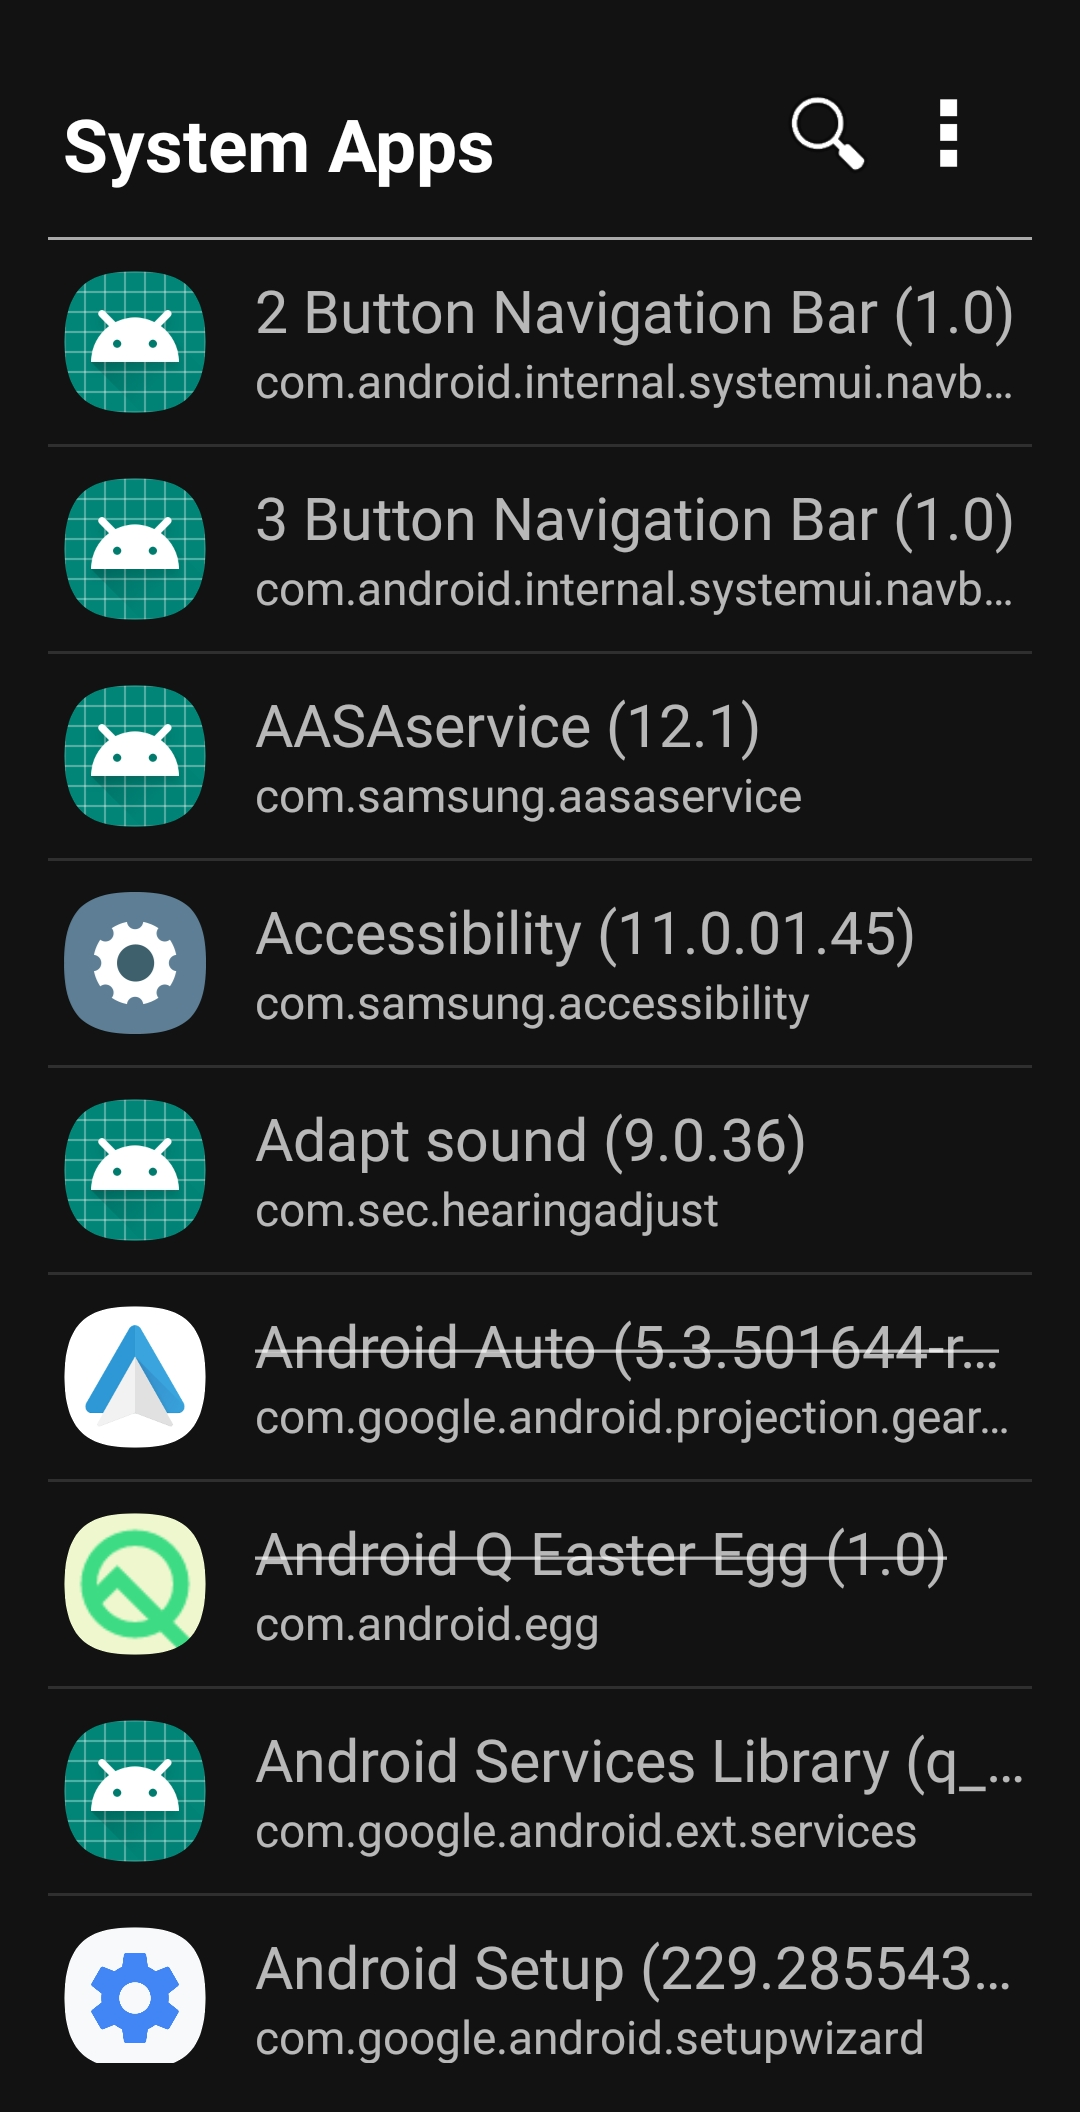 System Apps
2 Button Navigation Bar (1.0)
com.android.internal.systemui.navb…
3 Button Navigation Bar (1.0)
com.android.internal.systemui.navb…
AASAservice (12.1)
com.samsung.aasaservice
Accessibility (11.0.01.45)
com.samsung.accessibility
Adapt sound (9.0.36)
com.sec.hearingadjust
Android Auto (5.3.501644-r…
com.google.android.projection.gear…
Android Q Easter Egg (1.0)
com.android.egg
Android Services Library (q_…
com.google.android.ext.services
Android Setup (229.285543…
com.google.android.setupwizard